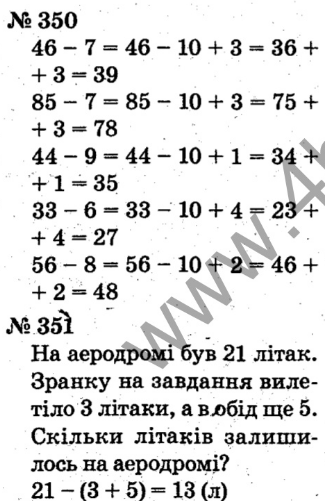 № 350
46 – 7 = 46 – 10 + 3 = 36 +
+ 3 = 39
85 – 7 = 85 – 10 + 3 = 75 +
+ 3 = 78
44 – 9 = 44 – 10 + 1 = 34 +
+ 1 = 35
33 – 6 = 33 – 10 + 4 = 23 +
+ 4 = 27
56 – 8 = 56 – 10 + 2 = 46 +
+ 2 = 48
№ 351
На аеродромі був 21 літак.
Зранку на завдання виле-
тіло 3 літаки, а в обід ще 5.
Скільки літаків залиши-
лось на аеродромі?
21 – (3 + 5) = 13 (л)
www.4